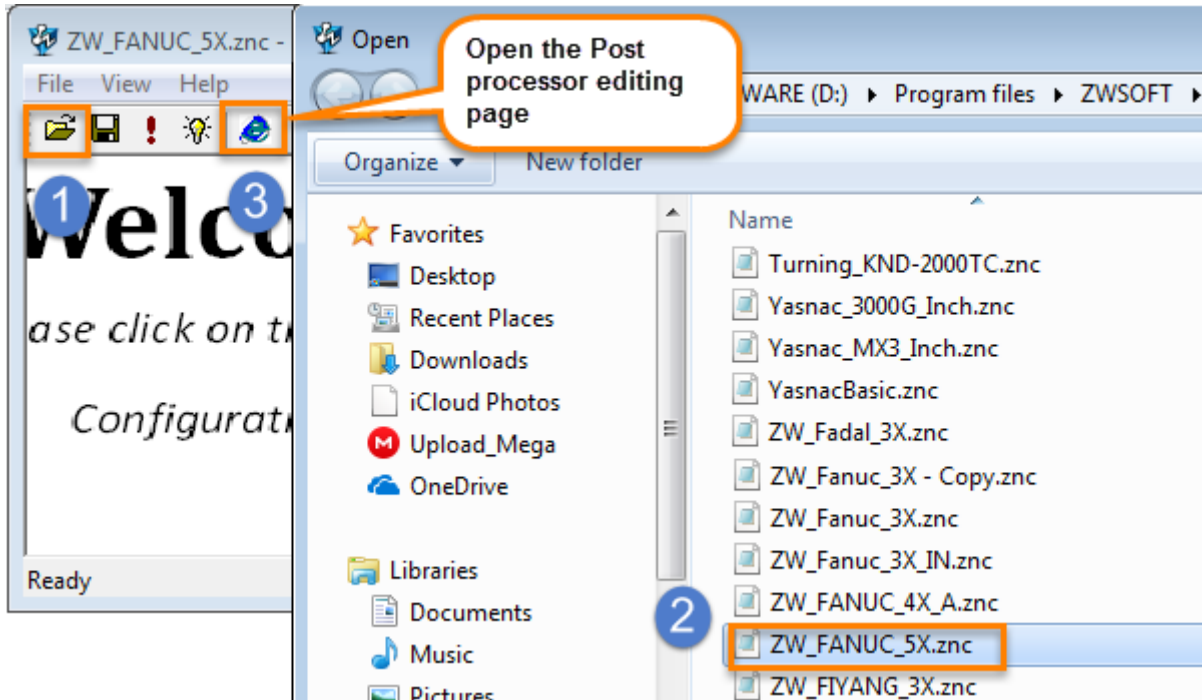 ZW_FANUC_5X.znc -
File View Help
1
3
Welco
ase click on t
Configurat
Ready
Open
Open the Post
processor editing
page
WARE (D:) Program files ZWSOFT
Organize New folder
Favorites
Desktop
Recent Places
Downloads
iCloud Photos
Upload_Mega
OneDrive
Libraries
Documents
Music
Pictures
Name
Turning_KND-2000TC.znc
Yasnac_3000G_Inch.znc
Yasnac_MX3_Inch.znc
YasnacBasic.znc
ZW_Fadal_3X.znc
ZW_Fanuc_3X - Copy.znc
ZW_Fanuc_3X.znc
ZW_Fanuc_3X_IN.znc
ZW_FANUC_4X_A.znc
2
ZW_FANUC_5X.znc
ZW_FIYANG_3X.znc